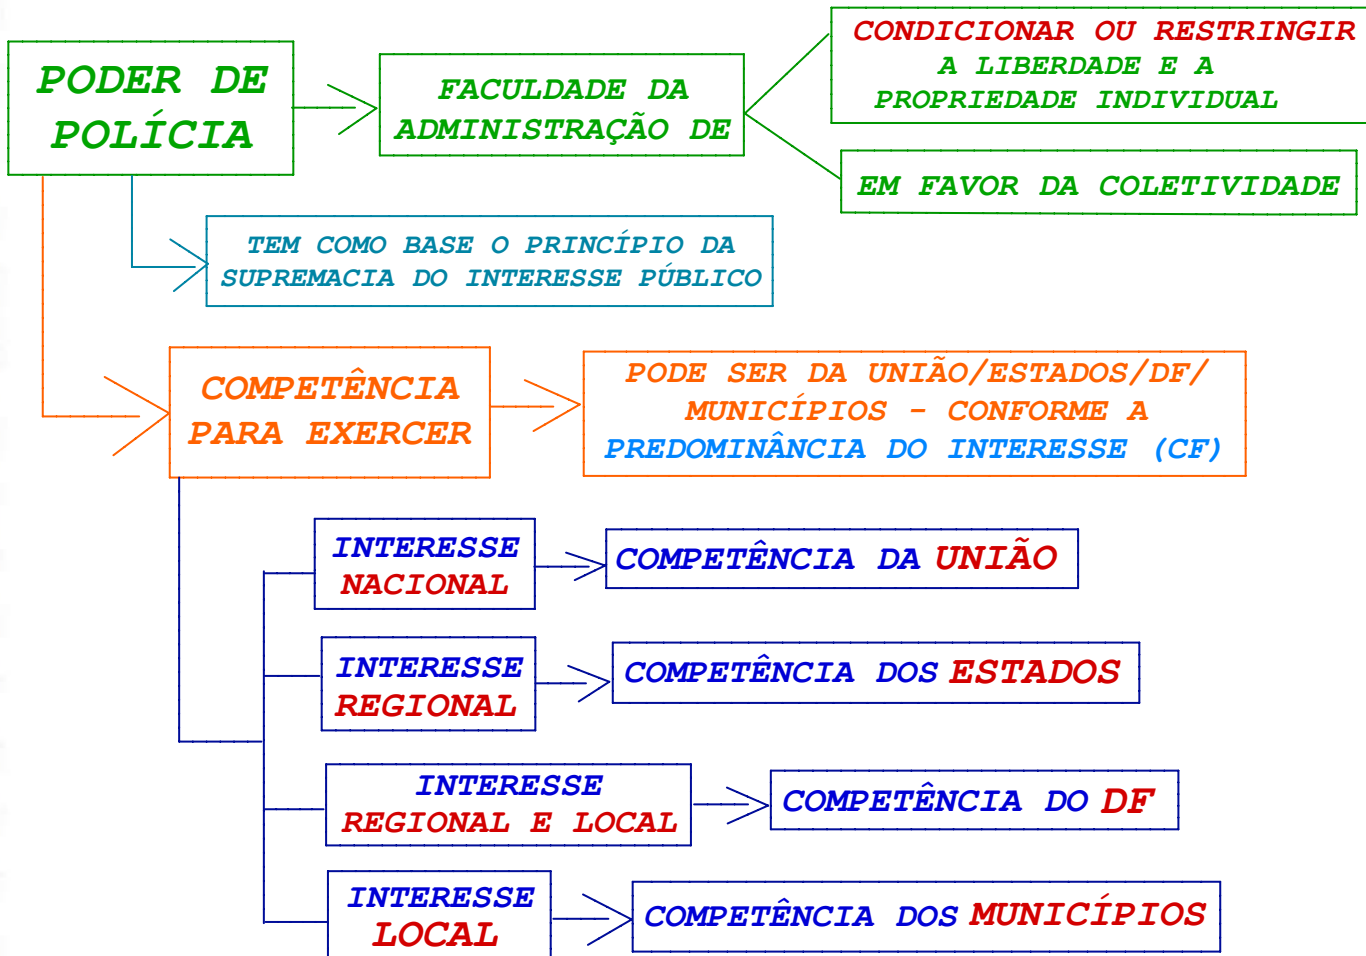 PODER DE
POLÍCIA
FACULDADE DA
ADMINISTRAÇÃO DE
CONDICIONAR OU RESTRINGIR
A LIBERDADE E A
PROPRIEDADE INDIVIDUAL
EM FAVOR DA COLETIVIDADE
TEM COMO BASE O PRINCÍPIO DA
SUPREMACIA DO INTERESSE PÚBLICO
COMPETÊNCIA
PARA EXERCER
PODE SER DA UNIÃO/ESTADOS/DF/
MUNICÍPIOS - CONFORME A
PREDOMINÂNCIA DO INTERESSE (CF)
INTERESSE
NACIONAL
COMPETÊNCIA DA UNIÃO
INTERESSE
REGIONAL
COMPETÊNCIA DOS ESTADOS
INTERESSE
REGIONAL E LOCAL
COMPETÊNCIA DO DF
INTERESSE
LOCAL
COMPETÊNCIA DOS MUNICÍPIOS